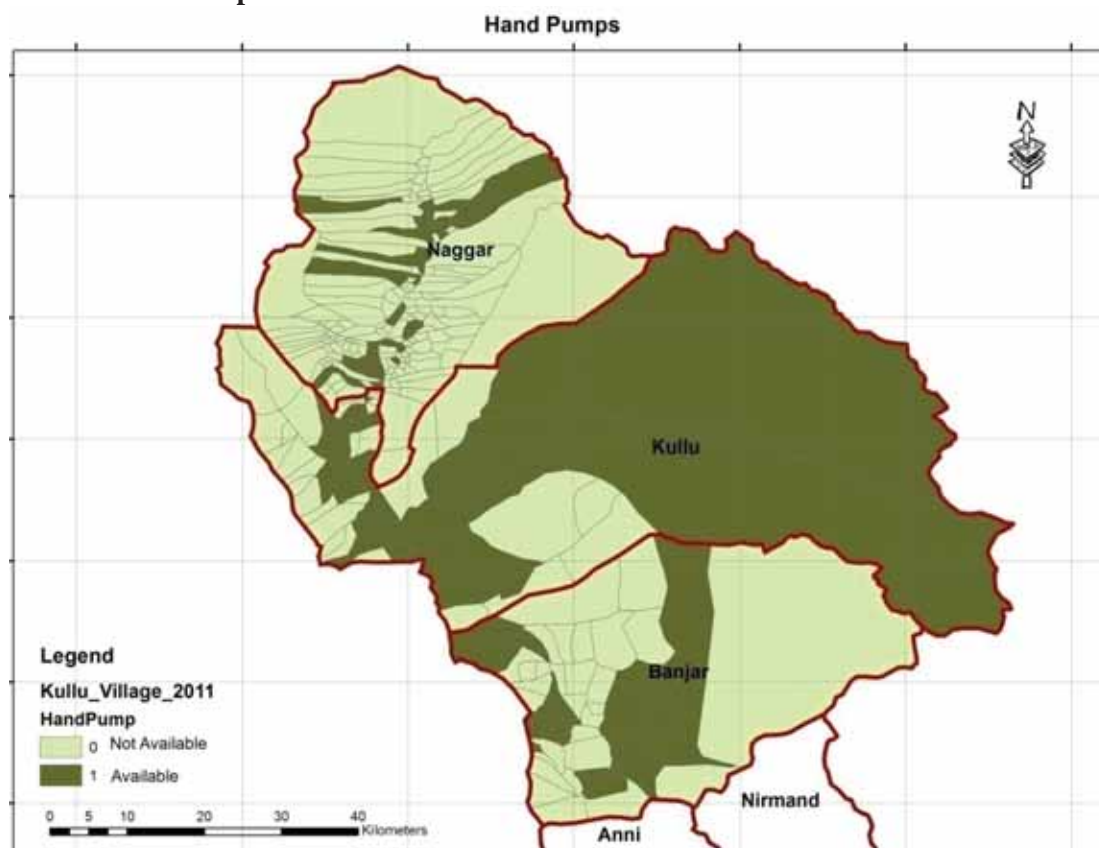 Hand Pumps
N
Naggar
Kullu
Banjar
Nirmand
Anni
Legend
Kullu_Village_2011
HandPump
0 Not Available
1 Available
0 5 10 20 30 40
Kilometers